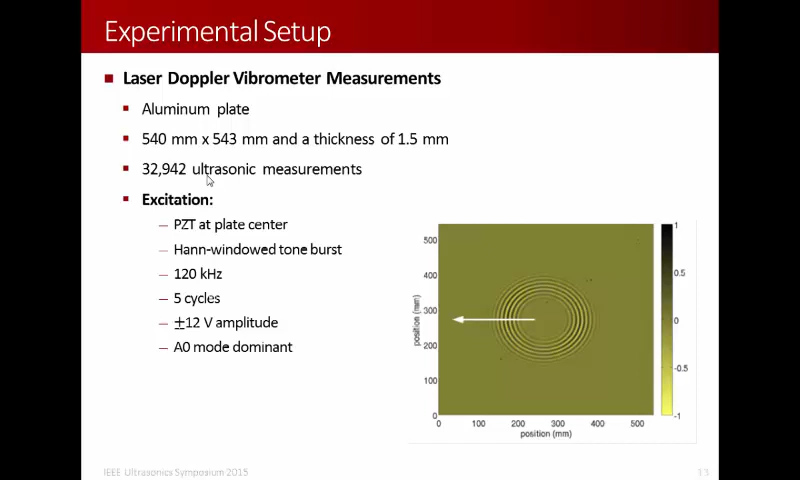 Experimental Setup
Laser Doppler Vibrometer Measurements
Aluminum plate
540 mm x 543 mm and a thickness of 1.5 mm
32,942 ultrasonic measurements
Excitation:
— PZT at plate center
— Hann-windowed tone burst
— 120 kHz
— 5 cycles
— ±12 V amplitude
— A0 mode dominant
position (mm)
500
400
300
200
100
0
0 100 200 300 400 500
position (mm)
1
0.5
0
-0.5
-1
IEEE Ultrasonics Symposium 2015
13